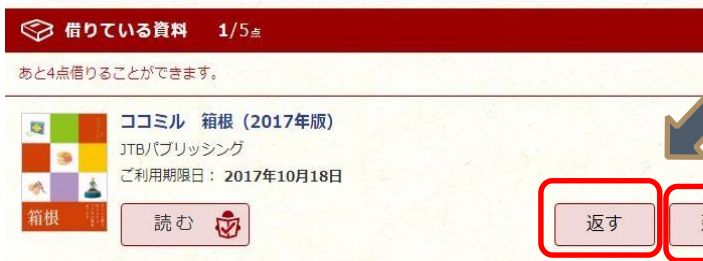 借りている資料 1/5点
あと4点借りることができます。
ココミル 箱根（2017年版）
JTBパブリッシング
ご利用期限日： 2017年10月18日
箱根
読む
返す